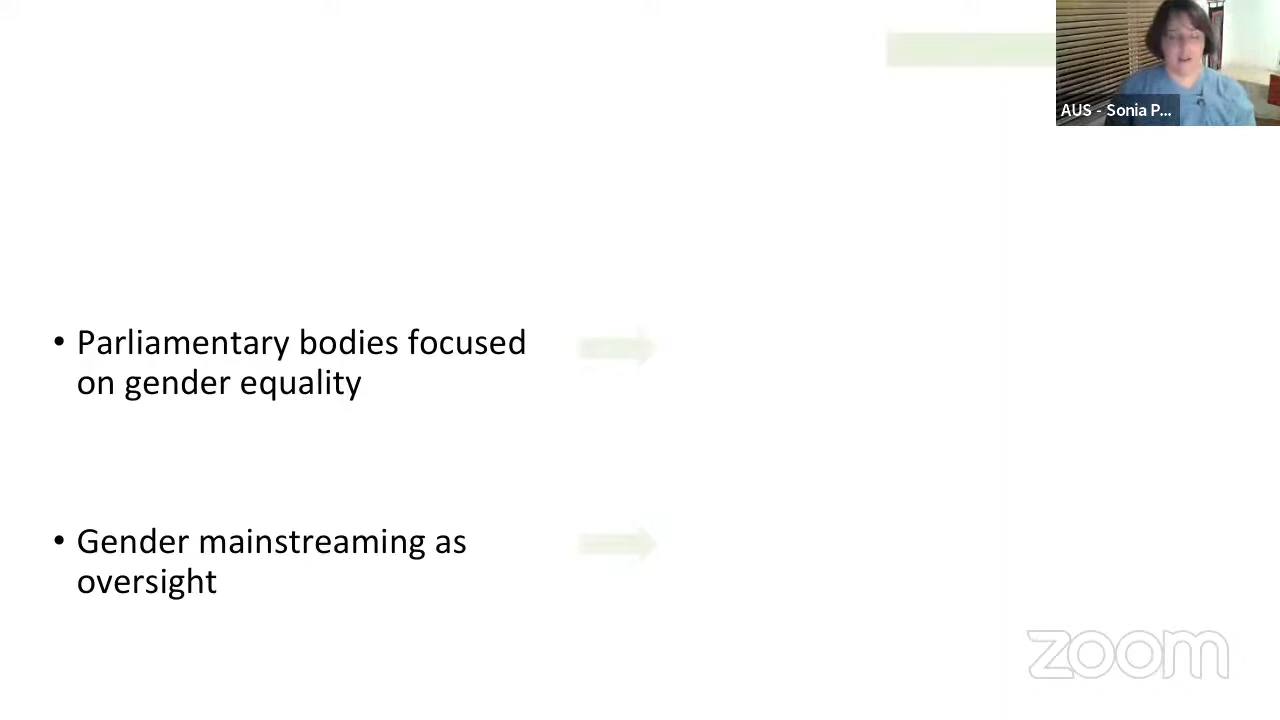 AUS - Sonia P...
• Parliamentary bodies focused
on gender equality
• Gender mainstreaming as
oversight
zoom